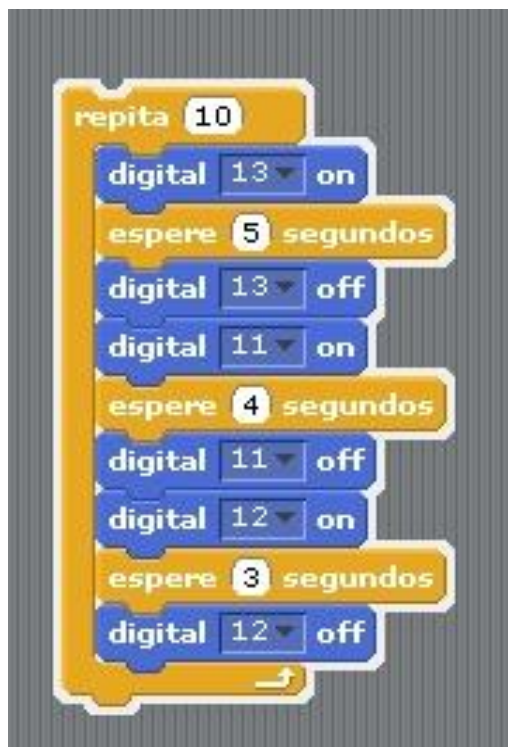 repita 10
digital 13 on
espere 5 segundos
digital 13 off
digital 11 on
espere 4 segundos
digital 11 off
digital 12 on
espere 3 segundos
digital 12 off